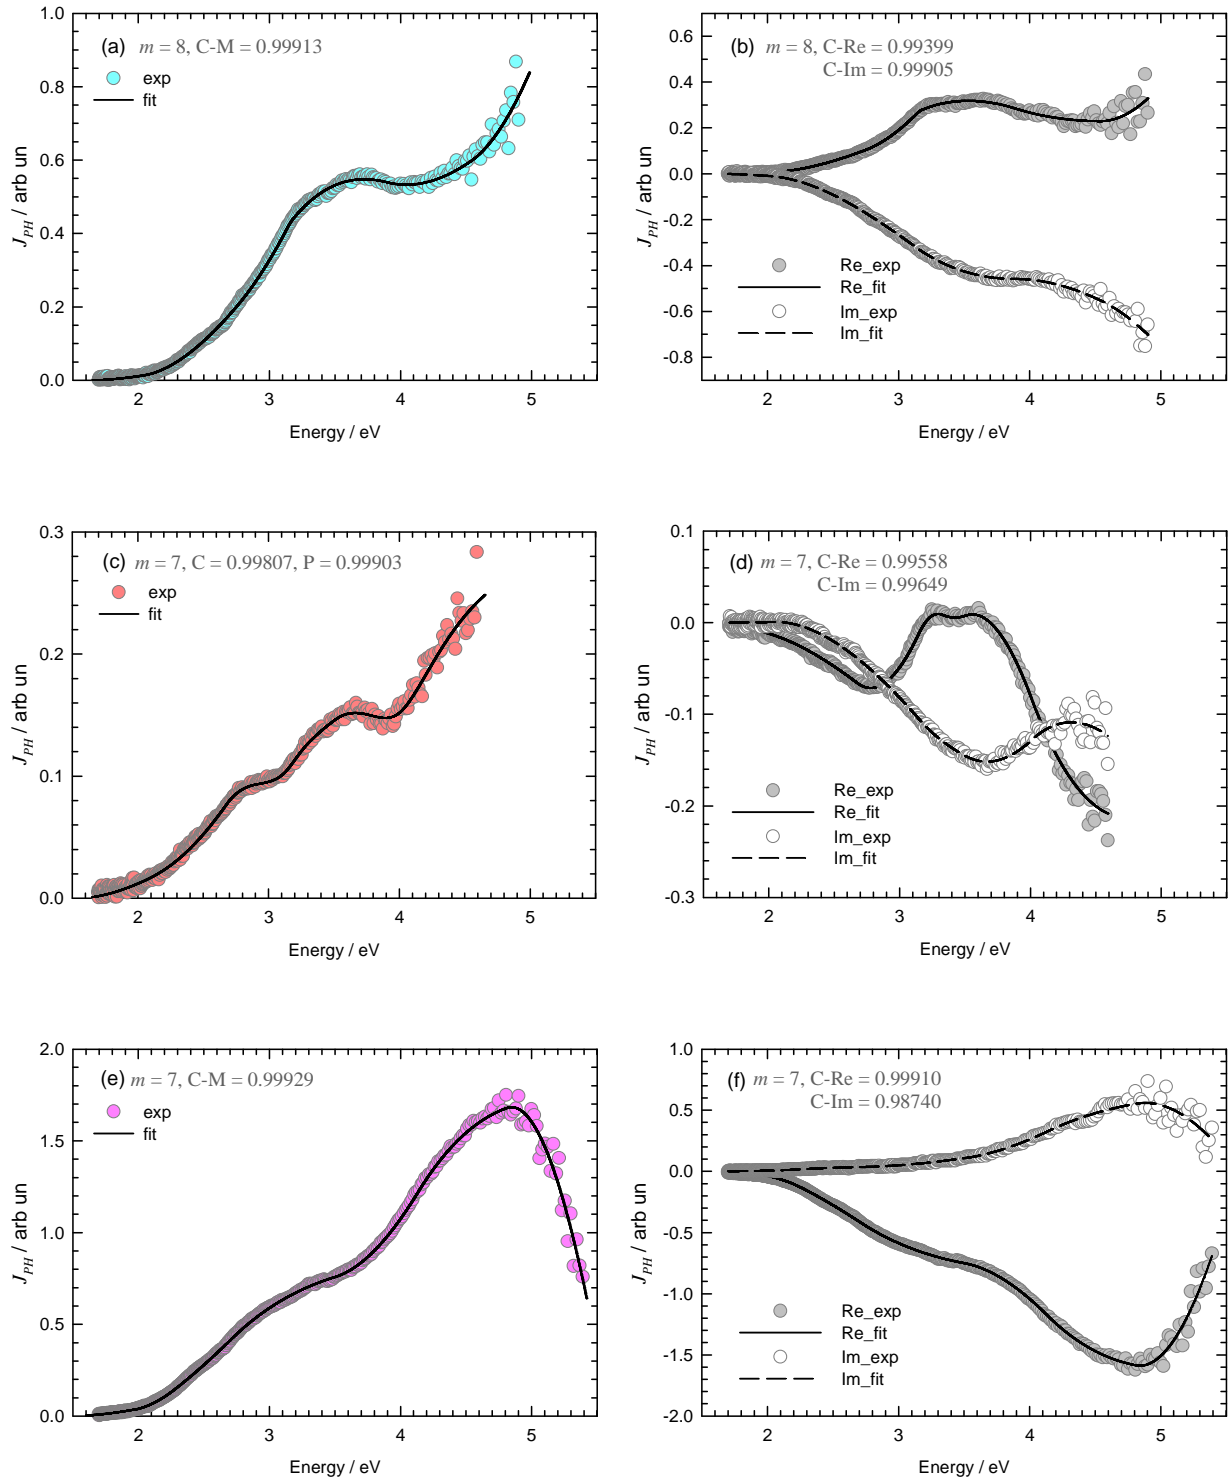 (a) m = 8, C-M = 0.99913
exp
fit
1.0
0.8
0.6
0.4
0.2
0.0
J_PH / arb un
2 3 4 5
Energy / eV
(b) m = 8, C-Re = 0.99399
C-Im = 0.99905
0.6
0.4
0.2
0.0
-0.2
-0.4
-0.6
-0.8
J_PH / arb un
Re_exp
Re_fit
Im_exp
Im_fit
2 3 4 5
Energy / eV
(c) m = 7, C = 0.99807, P = 0.99903
exp
fit
0.3
0.2
0.1
0.0
J_PH / arb un
2 3 4 5
Energy / eV
(d) m = 7, C-Re = 0.99558
C-Im = 0.99649
0.1
0.0
-0.1
-0.2
-0.3
J_PH / arb un
Re_exp
Re_fit
Im_exp
Im_fit
2 3 4 5
Energy / eV
(e) m = 7, C-M = 0.99929
exp
fit
2.0
1.5
1.0
0.5
0.0
J_PH / arb un
2 3 4 5
Energy / eV
(f) m = 7, C-Re = 0.99910
C-Im = 0.98740
1.0
0.5
0.0
-0.5
-1.0
-1.5
-2.0
J_PH / arb un
Re_exp
Re_fit
Im_exp
Im_fit
2 3 4 5
Energy / eV